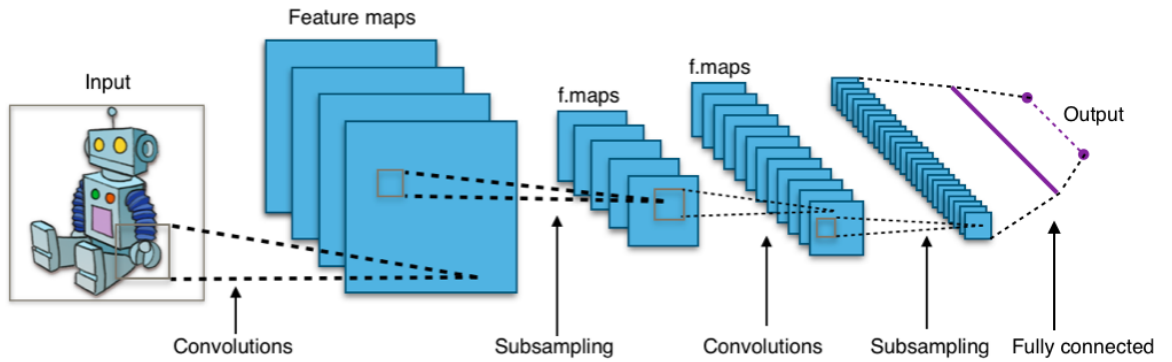 Feature maps
Input
f.maps
f.maps
Output
Convolutions
Subsampling
Convolutions
Subsampling
Fully connected